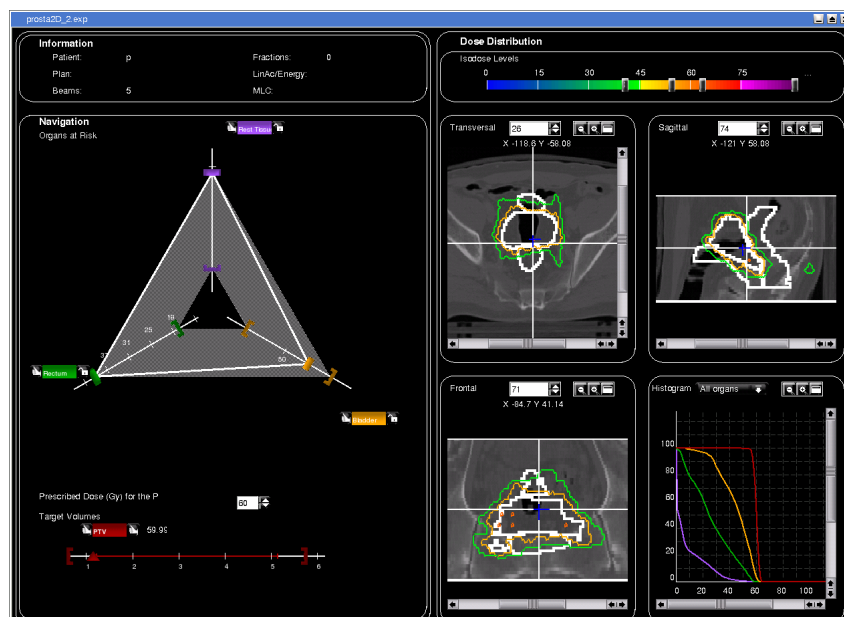 prosta2D_2.exp
Information
Patient: p Fractions: 0
Plan: LinAc/Energy:
Beams: 5 MLC:
Navigation
Organs at Risk
Rest Tissu
19
25
31
37
50
Rectum
Bladder
Prescribed Dose (Gy) for the P 60
Target Volumes
PTV 59.99
1 2 3 4 5 6
Dose Distribution
Isodose Levels
0 15 30 45 60 75 ...
Transversal 26
X -118.6 Y -58.08
Sagittal 74
X -121 Y 58.08
Frontal 71
X -84.7 Y 41.14
Histogram All organs
100
80
60
40
20
0
0 20 40 60 80 100